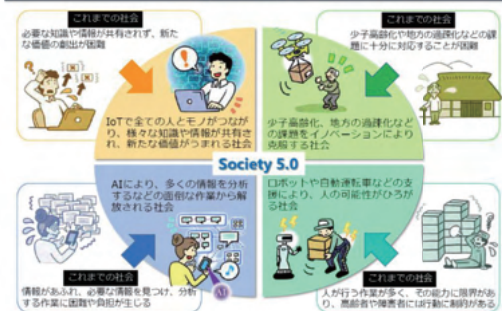 これまでの社会
必要な知識や情報が共有されず、新た
な価値の創出が困難
これまでの社会
少子高齢化や地方の過疎化などの課
題に十分に対応することが困難
IoTで全ての人とモノがつなが
り、様々な知識や情報が共有さ
れ、新たな価値がうまれる社会
少子高齢化、地方の過疎化など
の課題をイノベーションにより
克服する社会
Society 5.0
AIにより、多くの情報を分析
するなどの面倒な作業から解
放される社会
ロボットや自動運転車などの支
援により、人の可能性がひろが
る社会
AI
これまでの社会
情報があふれ、必要な情報を見つけ、分析
する作業に困難や負担が生じる
これまでの社会
人が行う作業が多く、その能力に限界があ
り、高齢者や障害者には行動に制約がある